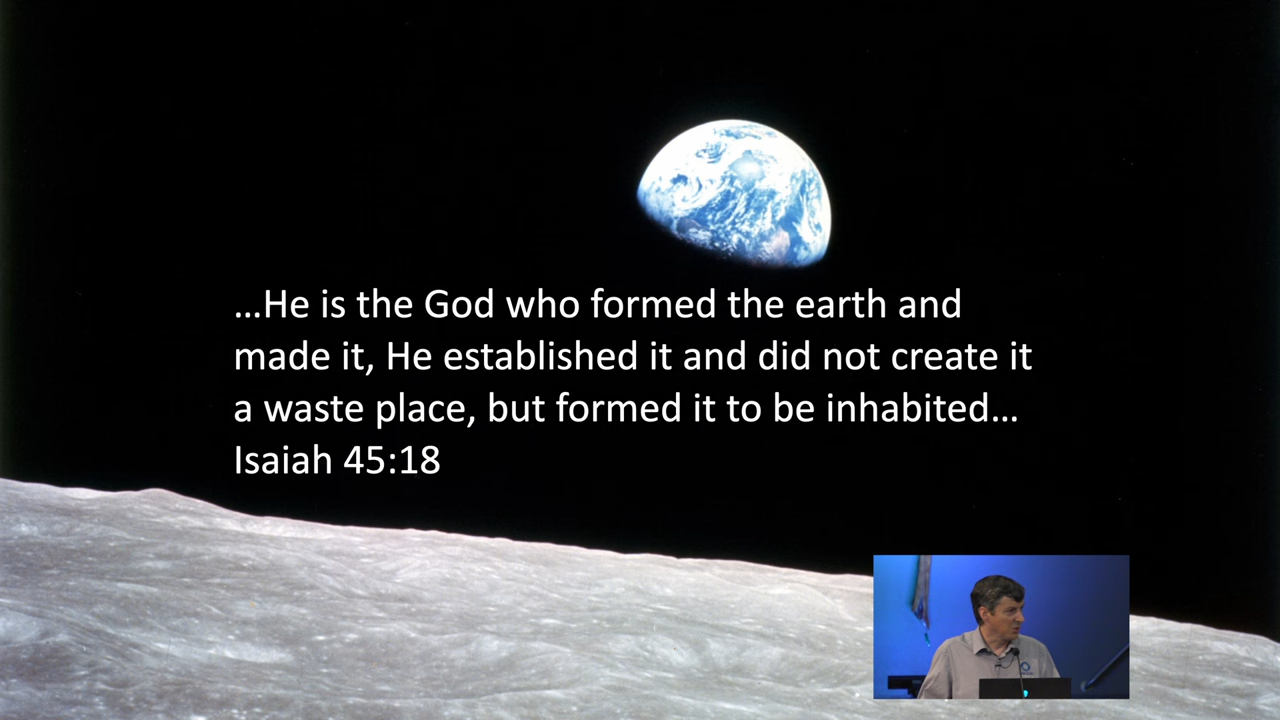 …He is the God who formed the earth and
made it, He established it and did not create it
a waste place, but formed it to be inhabited…
Isaiah 45:18